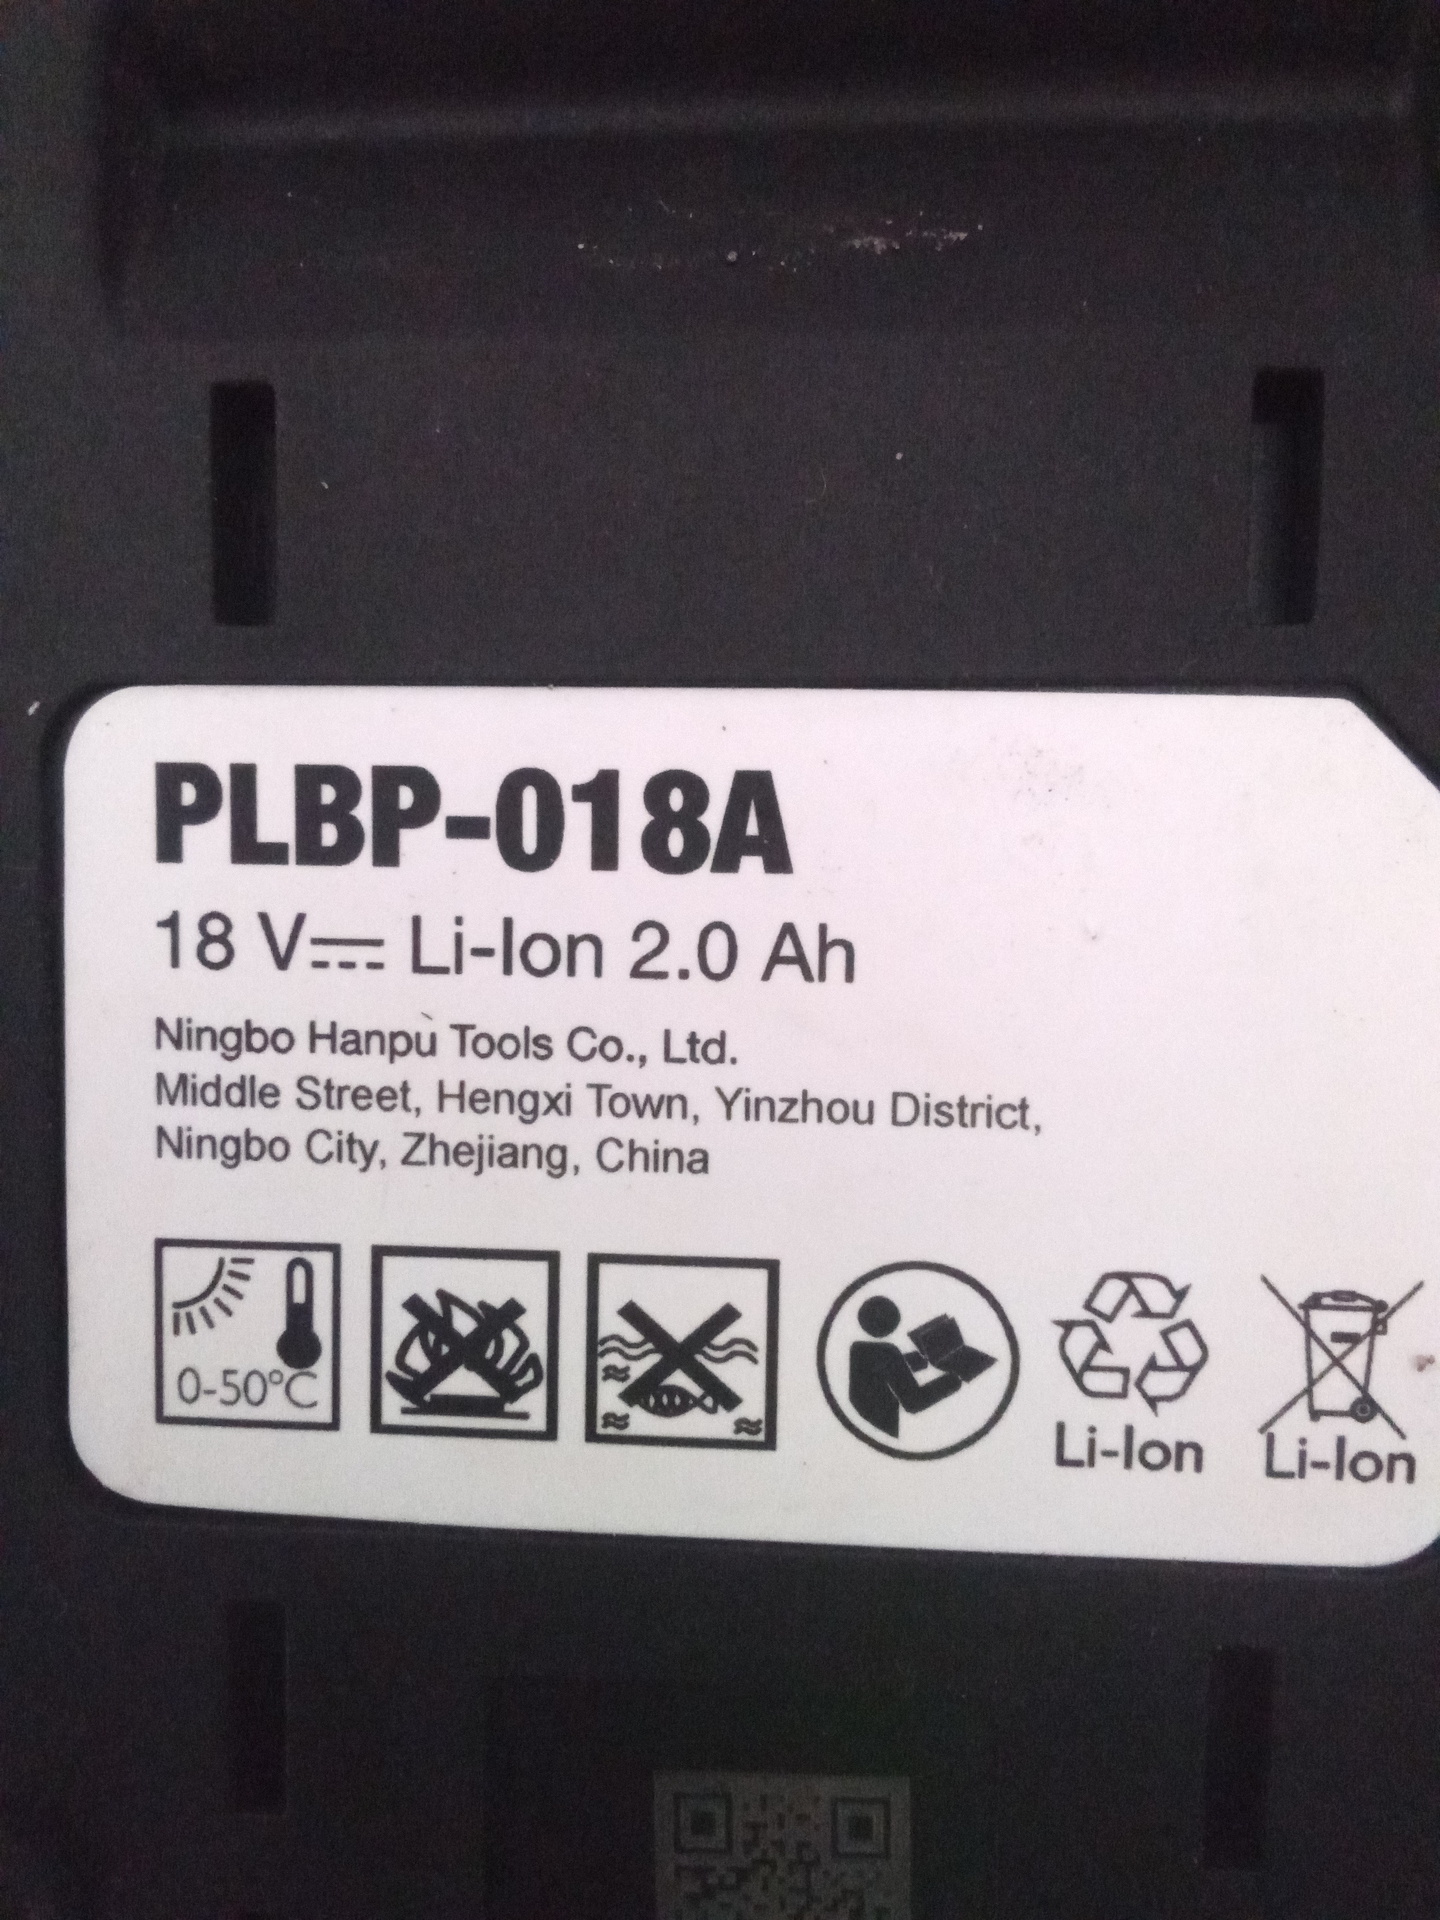 PLBP-018A
18 V⎓ Li-Ion 2.0 Ah
Ningbo Hanpu Tools Co., Ltd.
Middle Street, Hengxi Town, Yinzhou District,
Ningbo City, Zhejiang, China
0-50°C
Li-Ion
Li-Ion